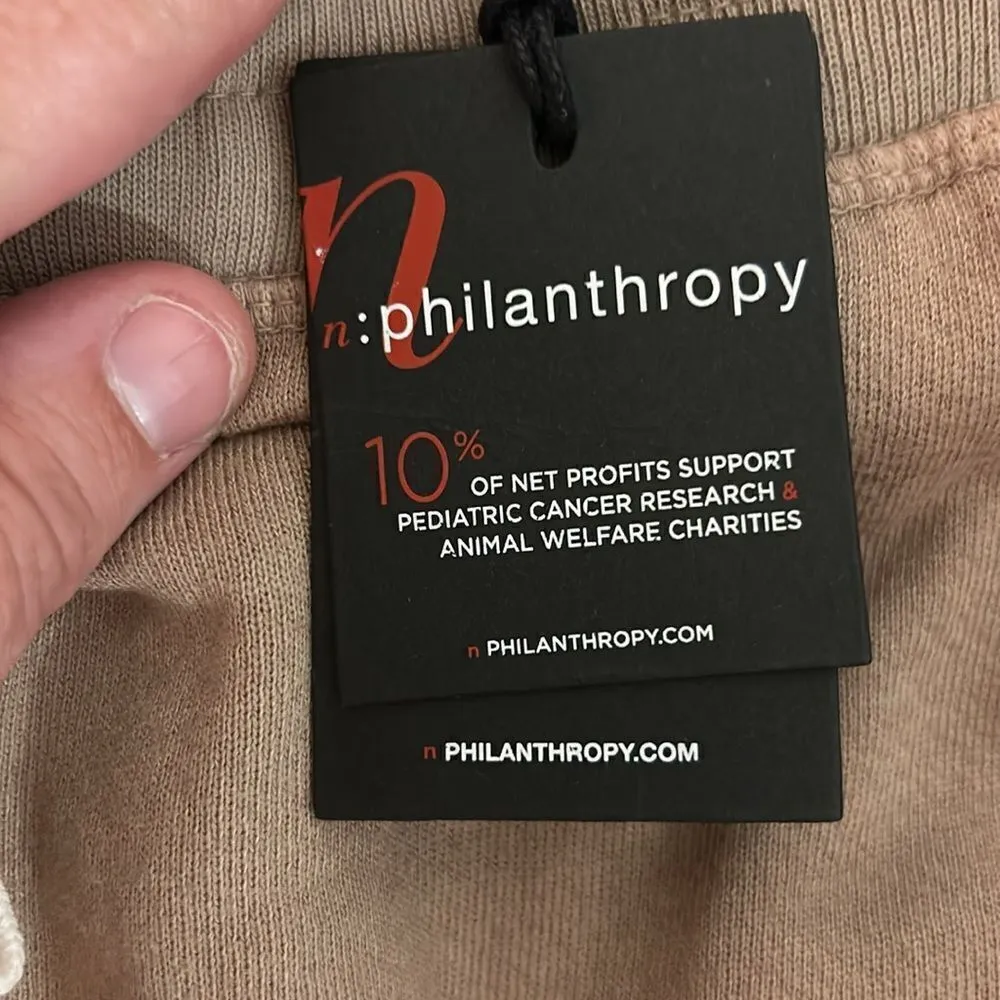 n
n:philanthropy
10%
OF NET PROFITS SUPPORT
PEDIATRIC CANCER RESEARCH &
ANIMAL WELFARE CHARITIES
n PHILANTHROPY.COM
n PHILANTHROPY.COM